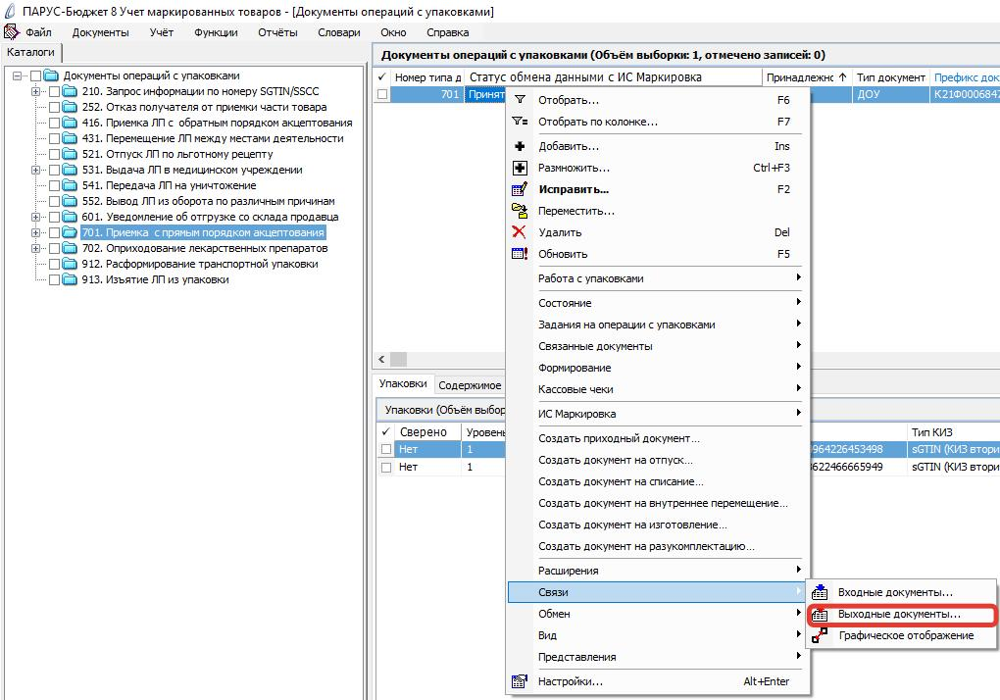 ПАРУС-Бюджет 8 Учет маркированных товаров - [Документы операций с упаковками]
Файл Документы Учёт Функции Отчёты Словари Окно Справка
Каталоги
Документы операций с упаковками
210. Запрос информации по номеру SGTIN/SSCC
252. Отказ получателя от приемки части товара
416. Приемка ЛП с обратным порядком акцептования
431. Перемещение ЛП между местами деятельности
521. Отпуск ЛП по льготному рецепту
531. Выдача ЛП в медицинском учреждении
541. Передача ЛП на уничтожение
552. Вывод ЛП из оборота по различным причинам
601. Уведомление об отгрузке со склада продавца
701. Приемка с прямым порядком акцептования
702. Оприходование лекарственных препаратов
912. Расформирование транспортной упаковки
913. Изъятие ЛП из упаковки
Документы операций с упаковками (Объём выборки: 1, отмечено записей: 0)
Номер типа д Статус обмена данными с ИС Маркировка Принадлежно Тип документ Префикс док
701 Принят ДОУ К21Ф0006847
Отобрать... F6
Отобрать по колонке... F7
Добавить... Ins
Размножить... Ctrl+F3
Исправить... F2
Переместить...
Удалить Del
Обновить F5
Работа с упаковками
Состояние
Задания на операции с упаковками
Связанные документы
Формирование
Кассовые чеки
ИС Маркировка
Создать приходный документ...
Создать документ на отпуск...
Создать документ на списание...
Создать документ на внутреннее перемещение...
Создать документ на изготовление...
Создать документ на разукомплектацию...
Расширения
Связи
Обмен
Вид
Представления
Настройки... Alt+Enter
Входные документы...
Выходные документы...
Графическое отображение
Упаковки Содержимое
Упаковки (Объём выбор
Сверено Уровень Тип КИЗ
Нет 1 964226453498 sGTIN (КИЗ втори
Нет 1 3622466665949 sGTIN (КИЗ втори